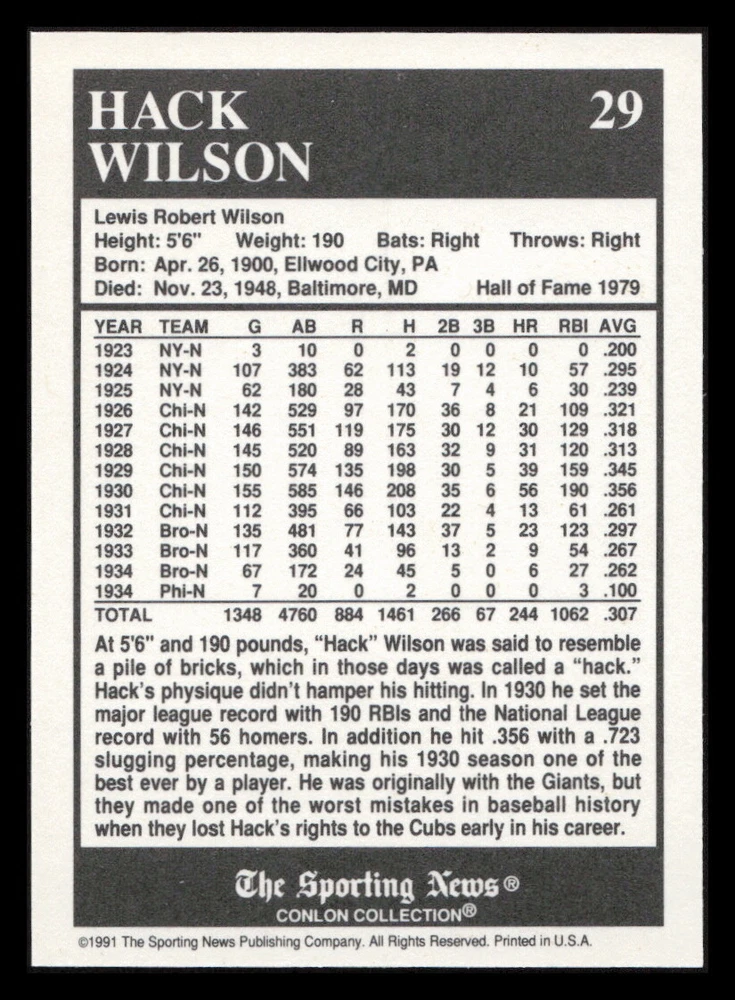 HACK 29
WILSON
Lewis Robert Wilson
Height: 5'6" Weight: 190 Bats: Right Throws: Right
Born: Apr. 26, 1900, Ellwood City, PA
Died: Nov. 23, 1948, Baltimore, MD Hall of Fame 1979
YEAR TEAM G AB R H 2B 3B HR RBI AVG
1923 NY-N 3 10 0 2 0 0 0 0 .200
1924 NY-N 107 383 62 113 19 12 10 57 .295
1925 NY-N 62 180 28 43 7 4 6 30 .239
1926 Chi-N 142 529 97 170 36 8 21 109 .321
1927 Chi-N 146 551 119 175 30 12 30 129 .318
1928 Chi-N 145 520 89 163 32 9 31 120 .313
1929 Chi-N 150 574 135 198 30 5 39 159 .345
1930 Chi-N 155 585 146 208 35 6 56 190 .356
1931 Chi-N 112 395 66 103 22 4 13 61 .261
1932 Bro-N 135 481 77 143 37 5 23 123 .297
1933 Bro-N 117 360 41 96 13 2 9 54 .267
1934 Bro-N 67 172 24 45 5 0 6 27 .262
1934 Phi-N 7 20 0 2 0 0 0 3 .100
TOTAL 1348 4760 884 1461 266 67 244 1062 .307
At 5'6" and 190 pounds, “Hack” Wilson was said to resemble
a pile of bricks, which in those days was called a “hack.”
Hack's physique didn't hamper his hitting. In 1930 he set the
major league record with 190 RBIs and the National League
record with 56 homers. In addition he hit .356 with a .723
slugging percentage, making his 1930 season one of the
best ever by a player. He was originally with the Giants, but
they made one of the worst mistakes in baseball history
when they lost Hack's rights to the Cubs early in his career.
The Sporting News®
CONLON COLLECTION®
©1991 The Sporting News Publishing Company. All Rights Reserved. Printed in U.S.A.